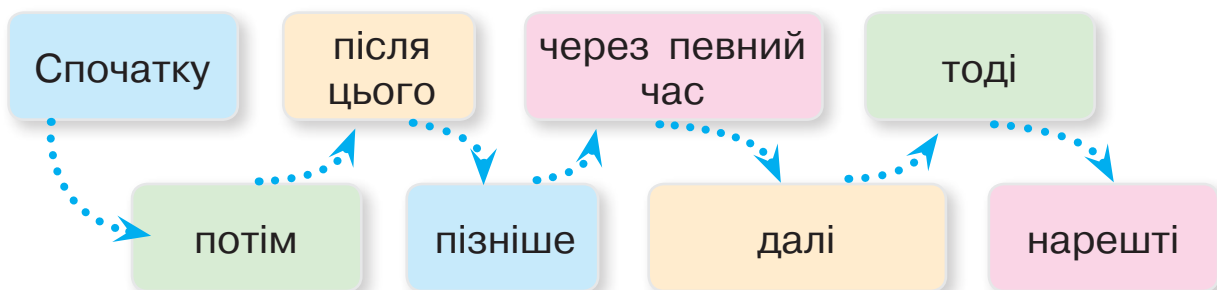 Спочатку
потім
після
цього
пізніше
через певний
час
далі
тоді
нарешті